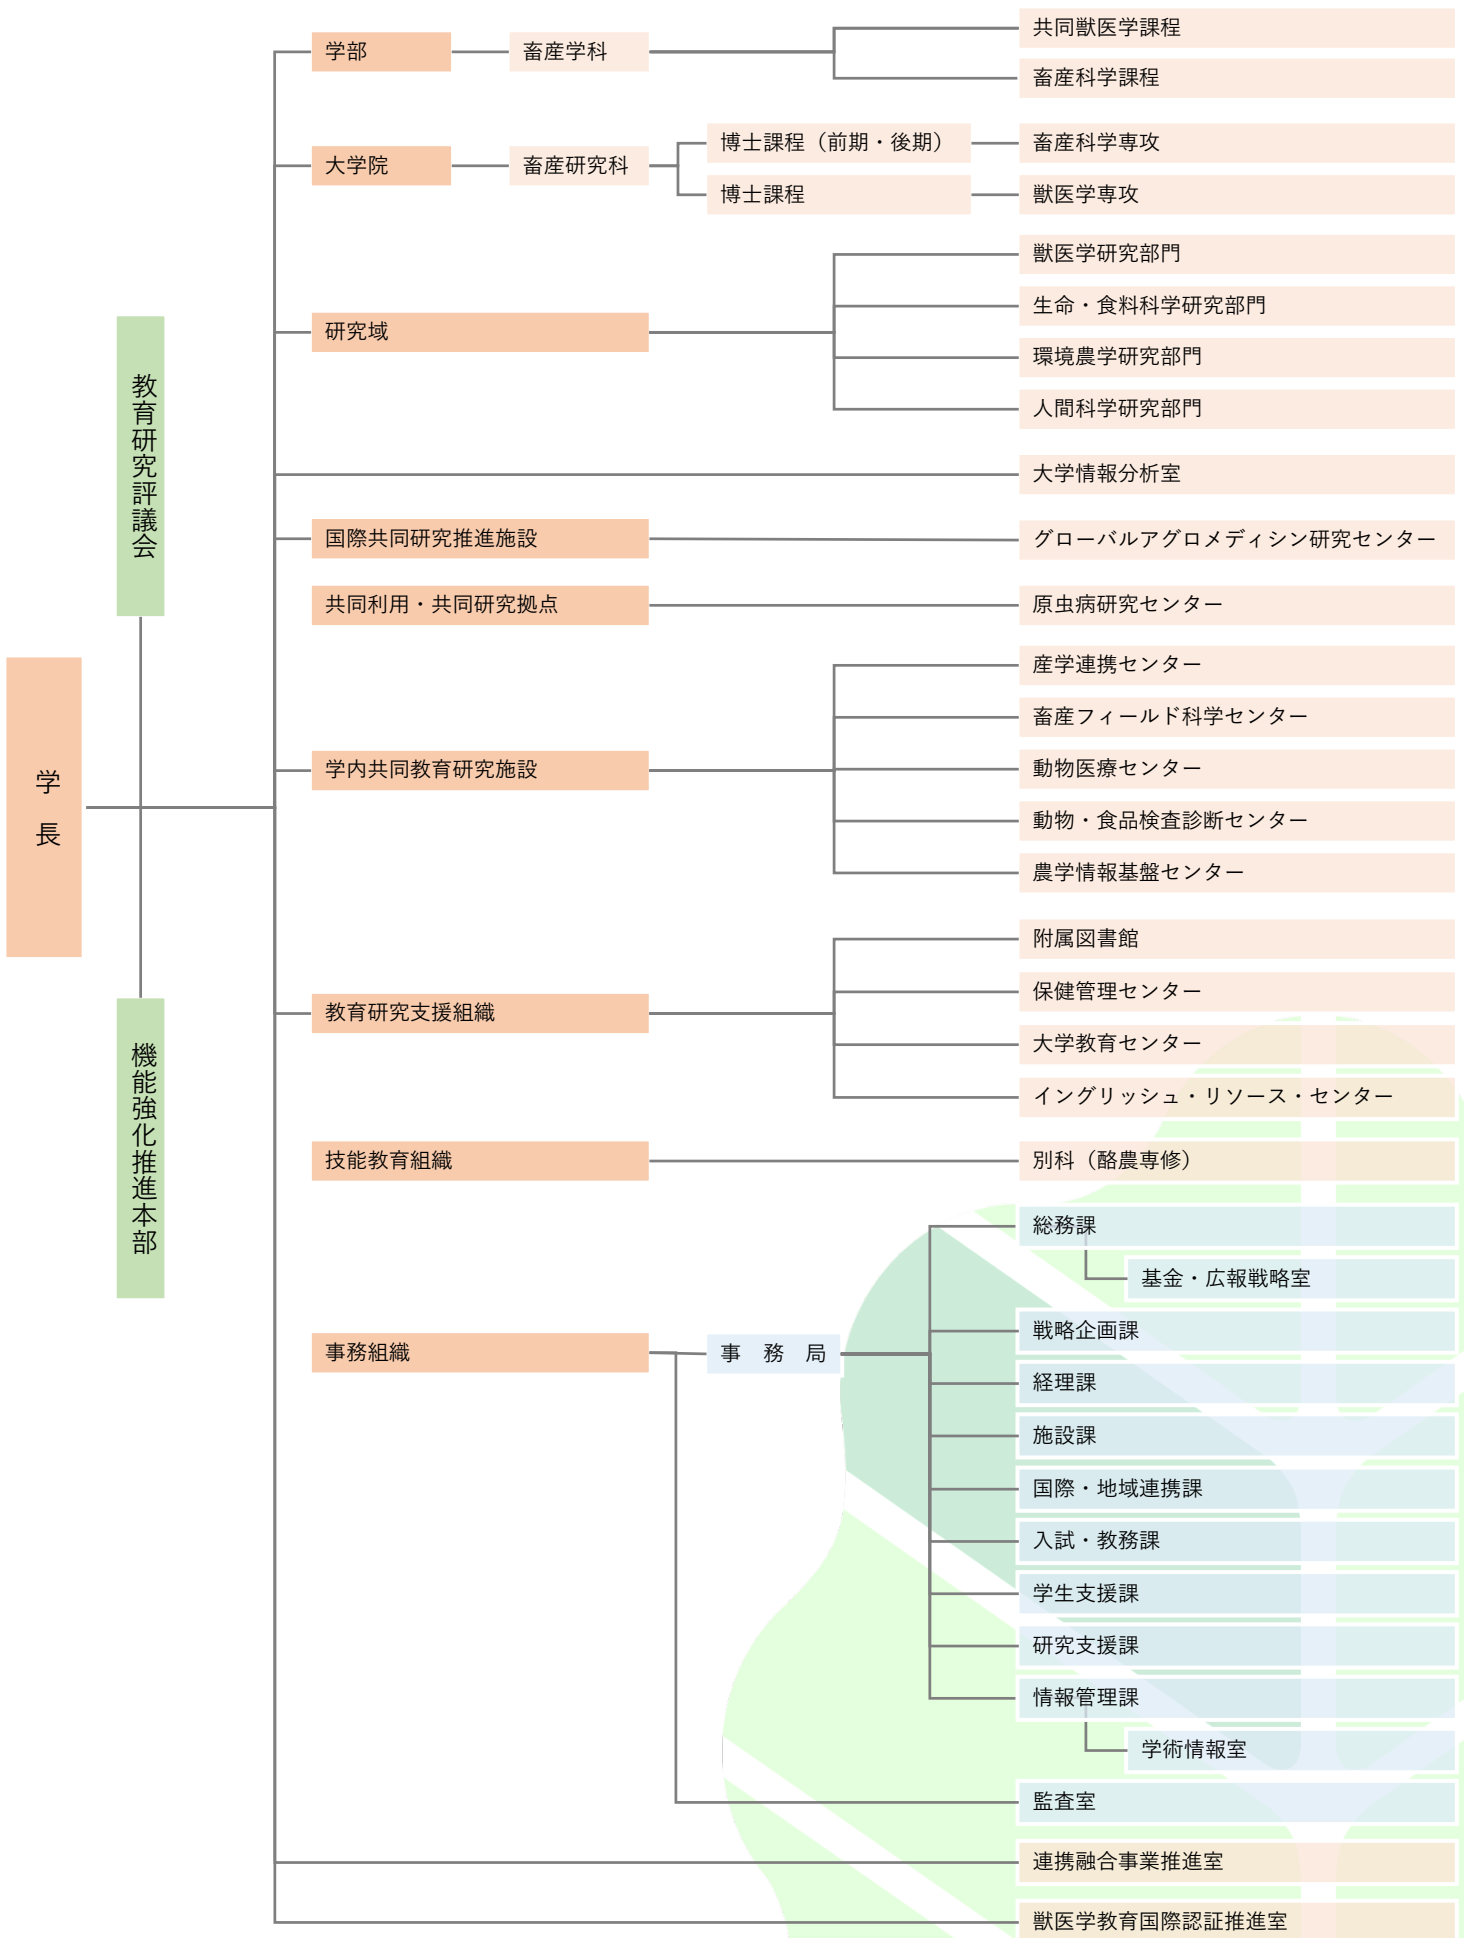 学部
畜産学科
共同獣医学課程
畜産科学課程
大学院
畜産研究科
博士課程（前期・後期）
畜産科学専攻
博士課程
獣医学専攻
研究域
獣医学研究部門
生命・食料科学研究部門
環境農学研究部門
人間科学研究部門
教育研究評議会
大学情報分析室
国際共同研究推進施設
グローバルアグロメディシン研究センター
共同利用・共同研究拠点
原虫病研究センター
学長
学内共同教育研究施設
産学連携センター
畜産フィールド科学センター
動物医療センター
動物・食品検査診断センター
農学情報基盤センター
教育研究支援組織
附属図書館
保健管理センター
大学教育センター
イングリッシュ・リソース・センター
機能強化推進本部
技能教育組織
別科（酪農専修）
事務組織
事　務　局
総務課
基金・広報戦略室
戦略企画課
経理課
施設課
国際・地域連携課
入試・教務課
学生支援課
研究支援課
情報管理課
学術情報室
監査室
連携融合事業推進室
獣医学教育国際認証推進室